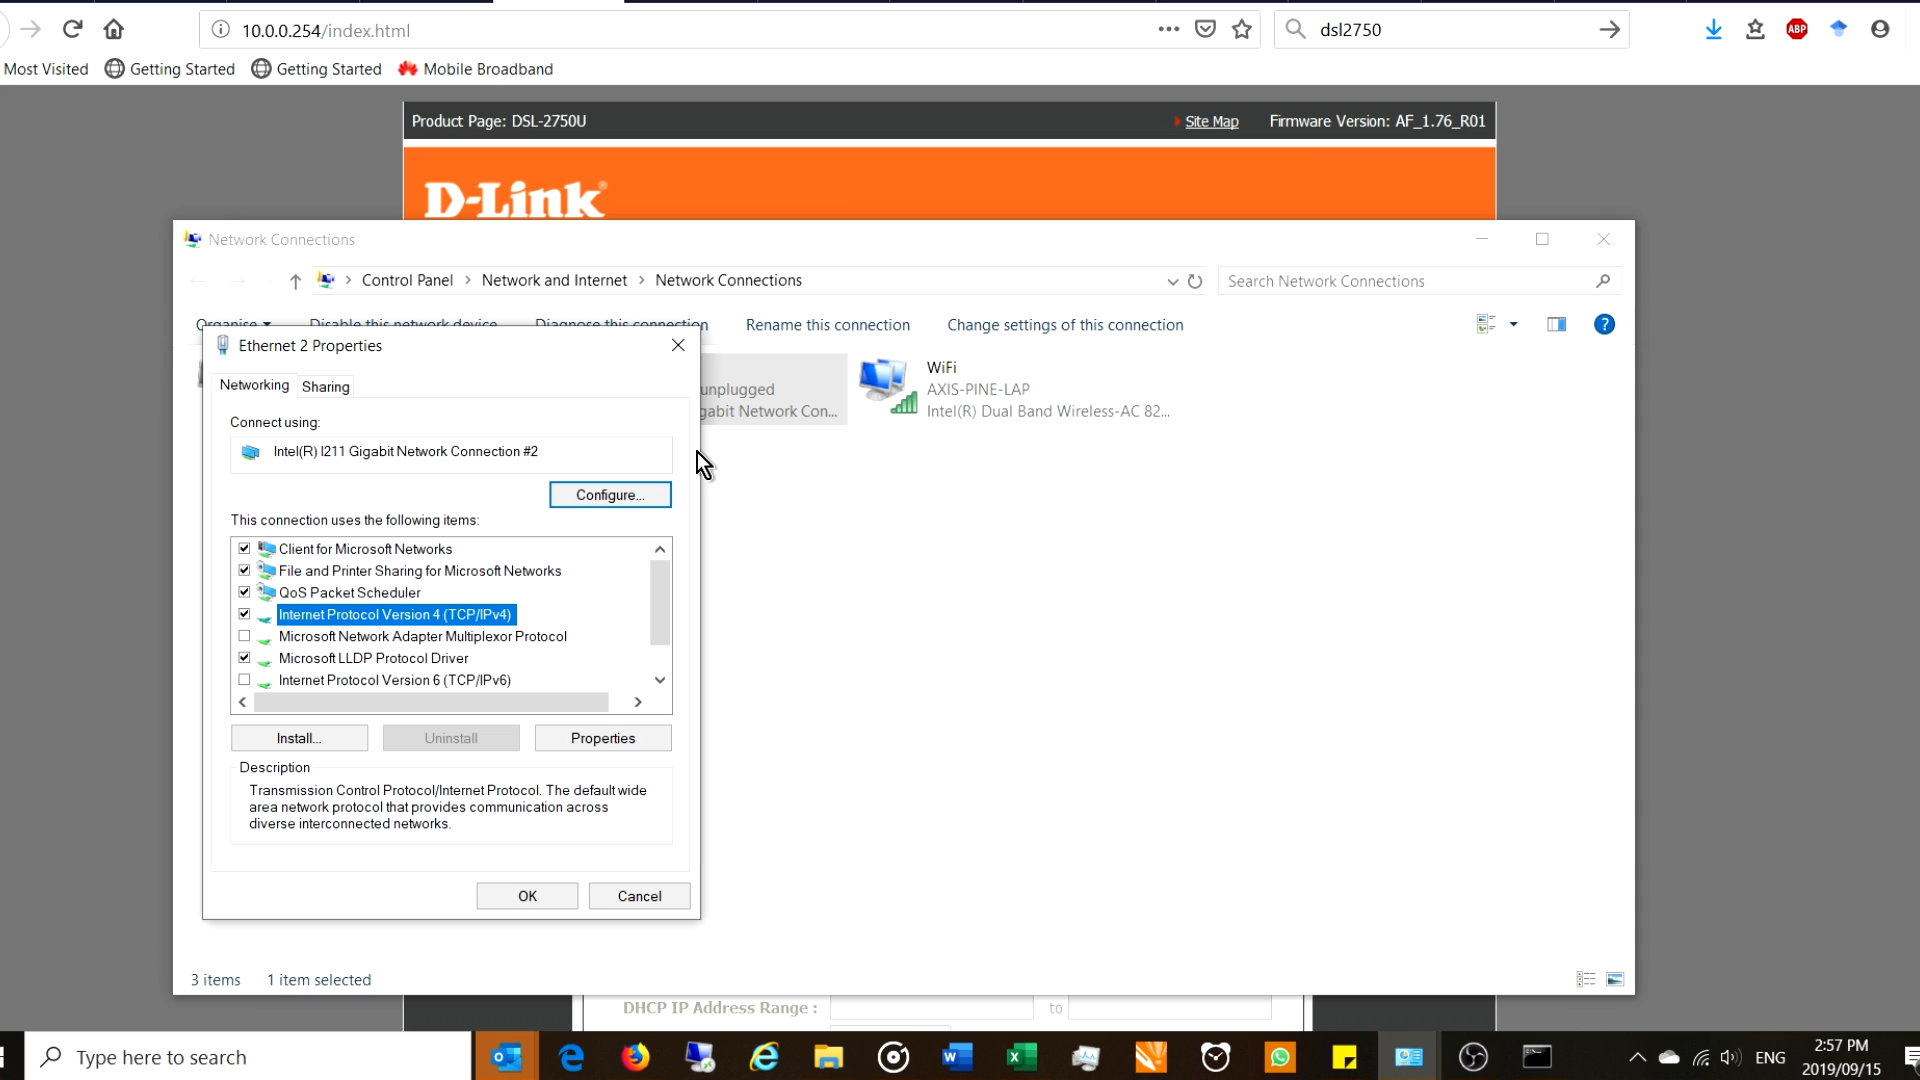 10.0.0.254/index.html
dsl2750
ABP
Most Visited
Getting Started
Getting Started
Mobile Broadband
Product Page: DSL-2750U
Site Map
Firmware Version: AF_1.76_R01
D-Link
Network Connections
Control Panel > Network and Internet > Network Connections
Search Network Connections
Organise
Disable this network device
Diagnose this connection
Rename this connection
Change settings of this connection
Ethernet 2 Properties
Networking
Sharing
Connect using:
Intel(R) I211 Gigabit Network Connection #2
Configure...
This connection uses the following items:
Client for Microsoft Networks
File and Printer Sharing for Microsoft Networks
QoS Packet Scheduler
Internet Protocol Version 4 (TCP/IPv4)
Microsoft Network Adapter Multiplexor Protocol
Microsoft LLDP Protocol Driver
Internet Protocol Version 6 (TCP/IPv6)
Install...
Uninstall
Properties
Description
Transmission Control Protocol/Internet Protocol. The default wide
area network protocol that provides communication across
diverse interconnected networks.
OK
Cancel
unplugged
gabit Network Con...
WiFi
AXIS-PINE-LAP
Intel(R) Dual Band Wireless-AC 82...
3 items
1 item selected
DHCP IP Address Range :
to
Type here to search
ENG
2:57 PM
2019/09/15